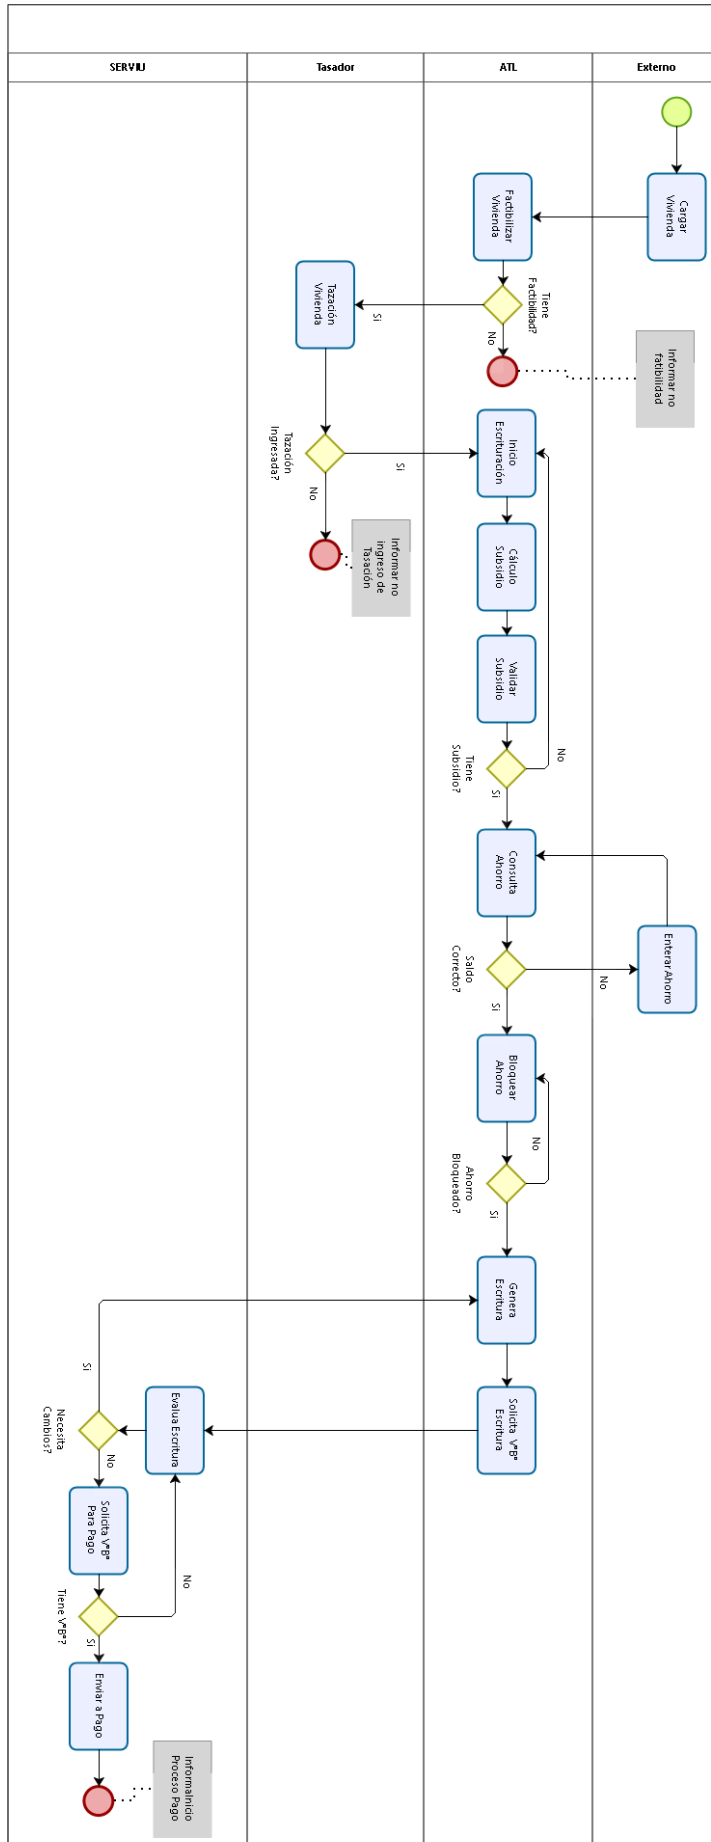 SERVIU
Tasador
ATL
Externo
Cargar
Vivienda
Factibilizar
Vivienda
Tiene
Factibilidad?
Si
No
Tazación
Vivienda
Informar no
fatibilidad
Tazación
Ingresada?
Si
No
Informar no
ingreso de
Tasación
Inicio
Escrituración
Cálculo
Subsidio
Validar
Subsidio
Tiene
Subsidio?
No
Si
Consulta
Ahorro
Enterar Ahorro
Saldo
Correcto?
No
Si
Bloquear
Ahorro
No
Ahorro
Bloqueado?
Si
Genera
Escritura
Solicita V°B°
Escritura
Evalua Escritura
Si
Necesita
Cambios?
No
Solicita V°B°
Para Pago
No
Tiene V°B°?
Si
Enviar a Pago
InformaInicio
Proceso Pago